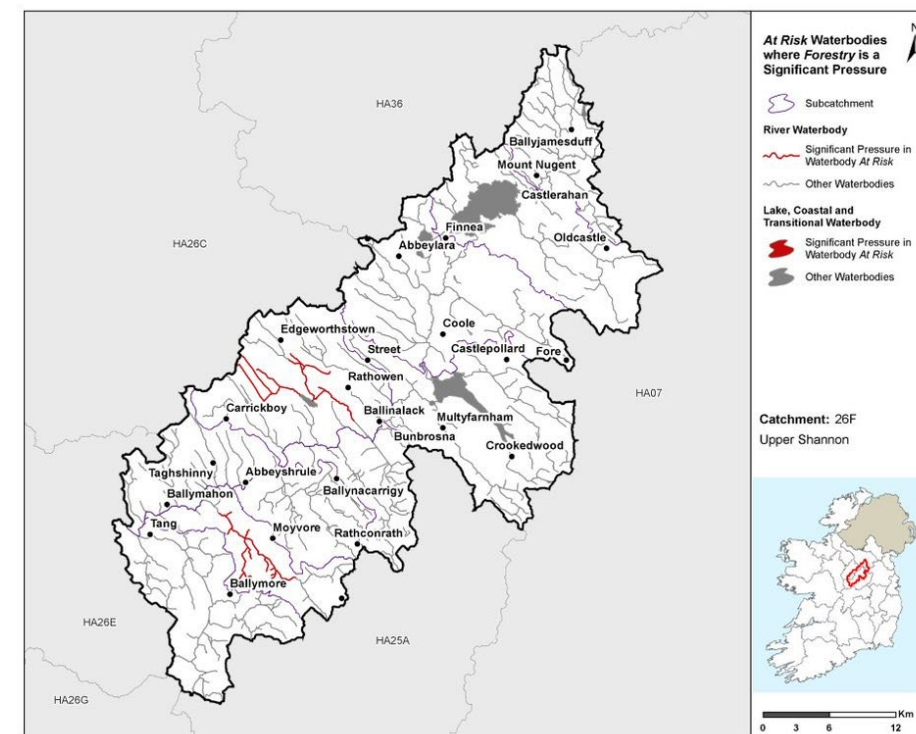 HA36
Ballyjamesduff
Mount Nugent
Castlerahan
Finnea
HA26C
Abbeylara
Oldcastle
Edgeworthstown
Coole
Street
Castlepollard
Fore
Rathowen
HA07
Carrickboy
Ballinalack
Multyfarnham
Bunbrosna
Crookedwood
Taghshinny
Abbeyshrule
Ballynacarrigy
Ballymahon
Tang
Moyvore
Rathconrath
Ballymore
HA26E
HA25A
HA26G
N
At Risk Waterbodies
where Forestry is a
Significant Pressure
Subcatchment
River Waterbody
Significant Pressure in
Waterbody At Risk
Other Waterbodies
Lake, Coastal and
Transitional Waterbody
Significant Pressure in
Waterbody At Risk
Other Waterbodies
Catchment: 26F
Upper Shannon
Km
0 3 6 12